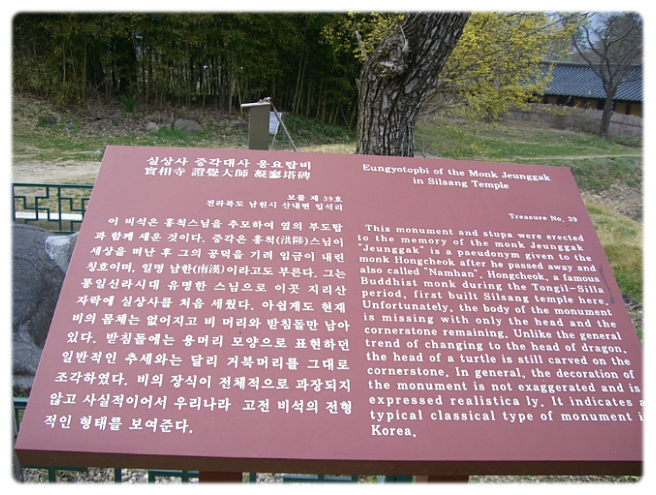 실상사 증각대사 응료탑비
實相寺 證覺大師 凝寥塔碑
보물 제 39호
전라북도 남원시 산내면 입석리
이 비석은 홍척스님을 추모하여 옆의 부도탑
과 함께 세운 것이다. 증각은 홍척(洪陟)스님이
세상을 떠난 후 그의 공덕을 기려 임금이 내린
칭호이며, 일명 남한(南漢)이라고도 부른다. 그는
통일신라시대 유명한 스님으로 이곳 지리산
자락에 실상사를 처음 세웠다. 아쉽게도 현재
비의 몸체는 없어지고 비 머리와 받침돌만 남아
있다. 받침돌에는 용머리 모양으로 표현하던
일반적인 추세와는 달리 거북머리를 그대로
조각하였다. 비의 장식이 전체적으로 과장되지
않고 사실적이어서 우리나라 고전 비석의 전형
적인 형태를 보여준다.
Eungyotopbi of the Monk Jeunggak
in Silsang Temple
Treasure No. 39
This monument and stupa were erected
to the memory of the monk Jeunggak
"Jeunggak" is a pseudonym given to the
monk Hongcheok after he passed away and
also called "Namhan". Hongcheok, a famous
Buddhist monk during the Tongil-Silla
period, first built Silsang temple here.
Unfortunately, the body of the monument
is missing with only the head and the
cornerstone remaining. Unlike the general
trend of changing to the head of dragon,
the head of a turtle is still carved on the
cornerstone. In general, the decoration of
the monument is not exaggerated and is
expressed realistica ly. It indicates a
typical classical type of monument i
Korea.